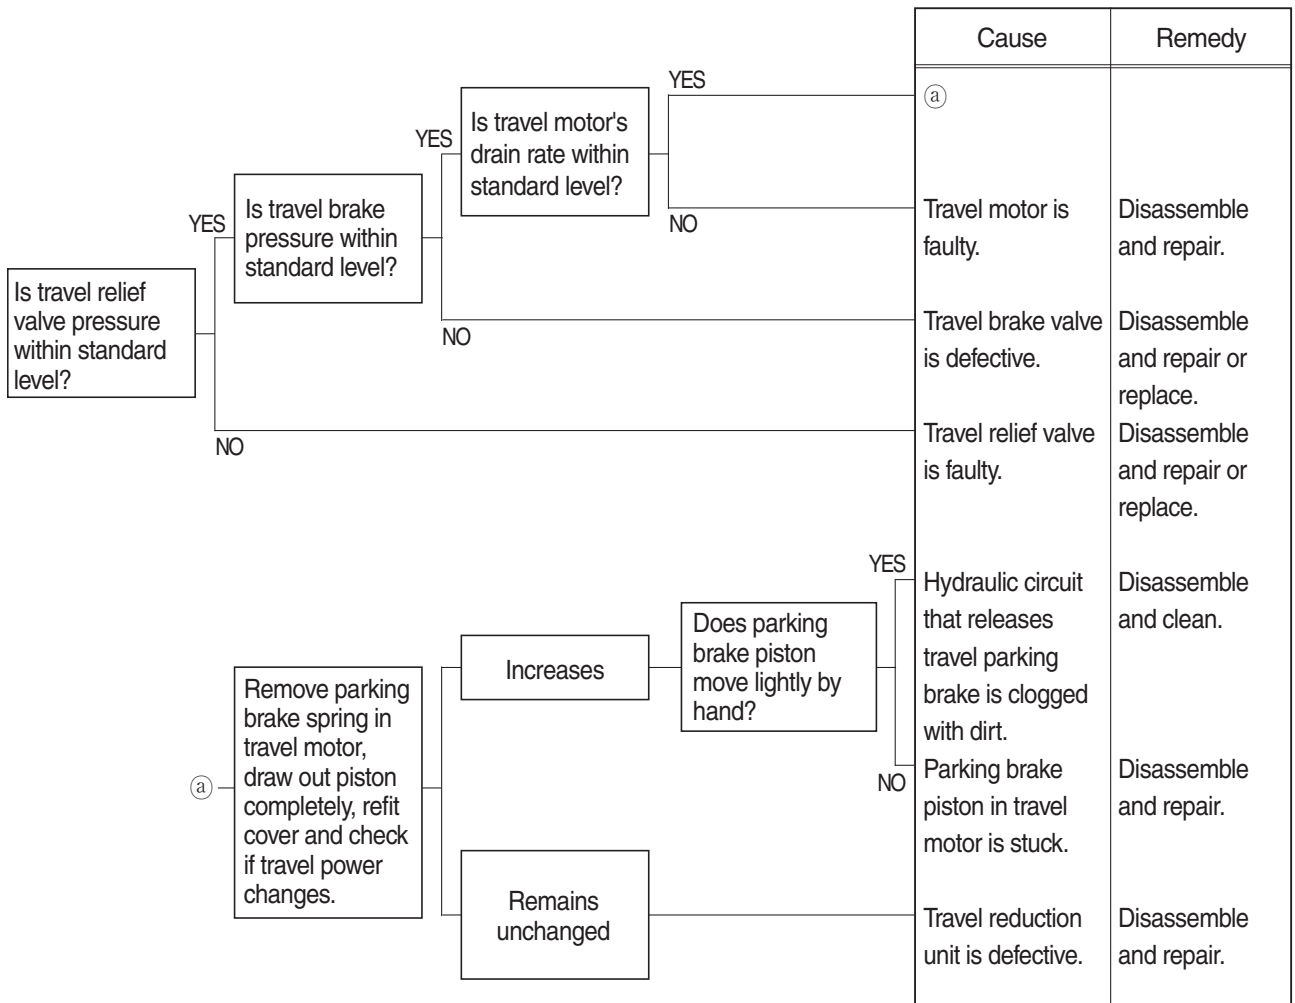 Cause
Remedy
YES
ⓐ
Is travel motor's
drain rate within
standard level?
YES
Is travel brake
pressure within
standard level?
YES
NO
Travel motor is
faulty.
Disassemble
and repair.
Is travel relief
valve pressure
within standard
level?
NO
Travel brake valve
is defective.
Disassemble
and repair or
replace.
NO
Travel relief valve
is faulty.
Disassemble
and repair or
replace.
YES
Hydraulic circuit
that releases
travel parking
brake is clogged
with dirt.
Disassemble
and clean.
Does parking
brake piston
move lightly by
hand?
Increases
ⓐ
Remove parking
brake spring in
travel motor,
draw out piston
completely, refit
cover and check
if travel power
changes.
NO
Parking brake
piston in travel
motor is stuck.
Disassemble
and repair.
Remains
unchanged
Travel reduction
unit is defective.
Disassemble
and repair.